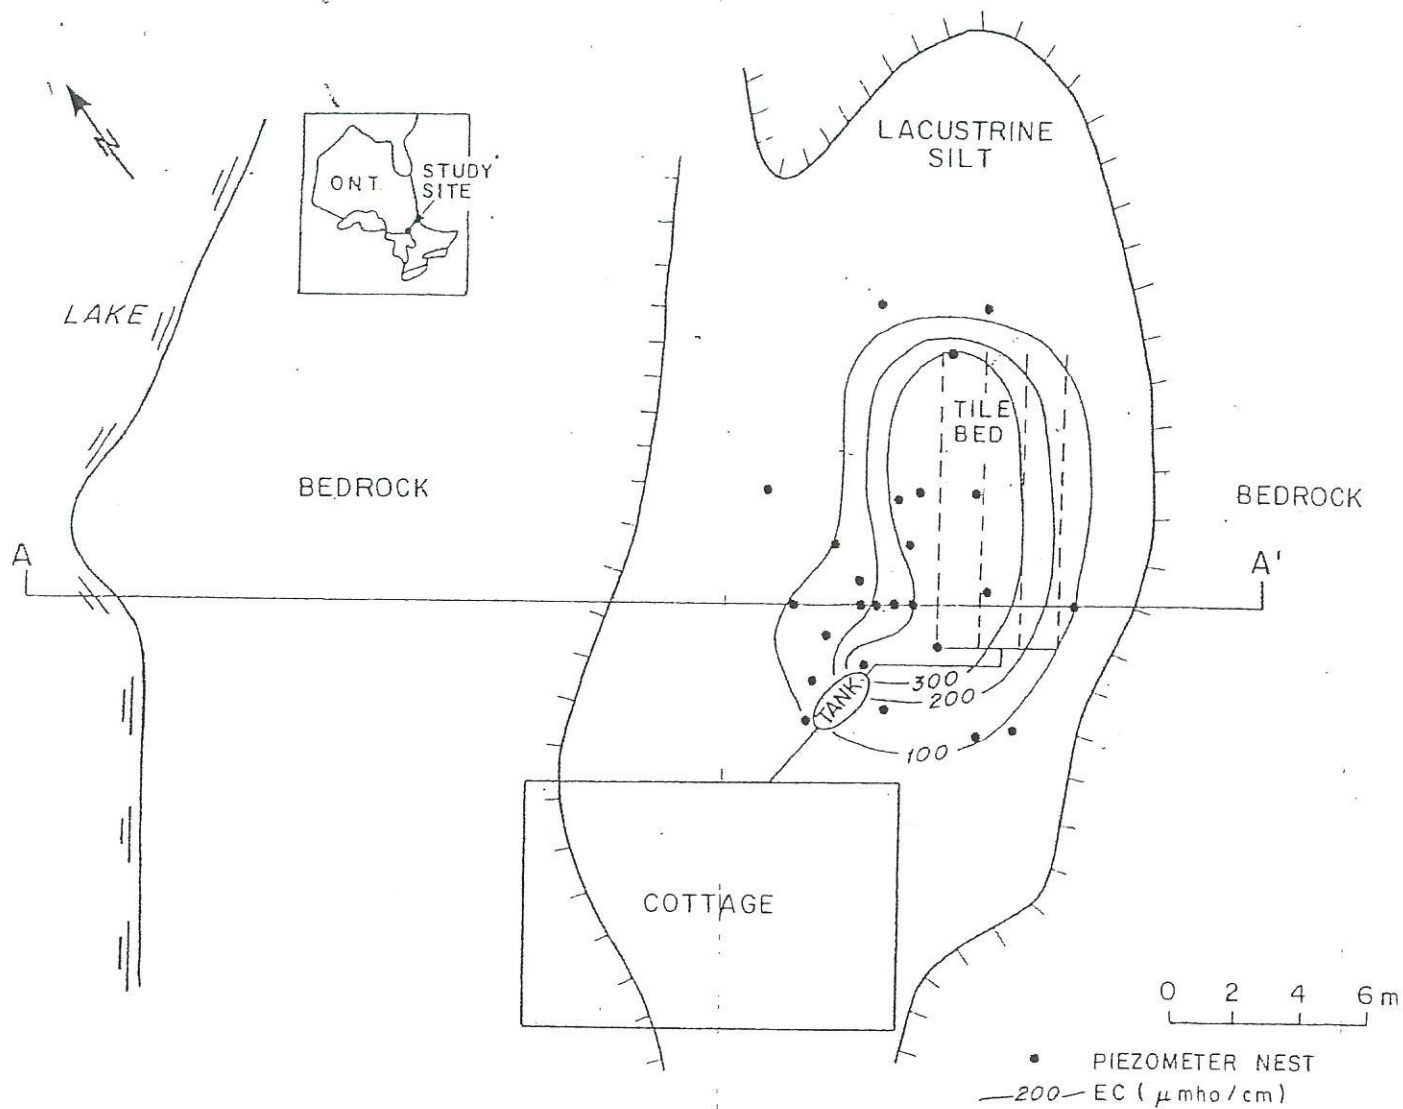 N
LACUSTRINE
SILT
ONT.
STUDY
SITE
LAKE
TILE
BED
BEDROCK
BEDROCK
A
A'
300
200
TANK
100
COTTAGE
0 2 4 6 m
PIEZOMETER NEST
200 EC ( μ mho/cm)